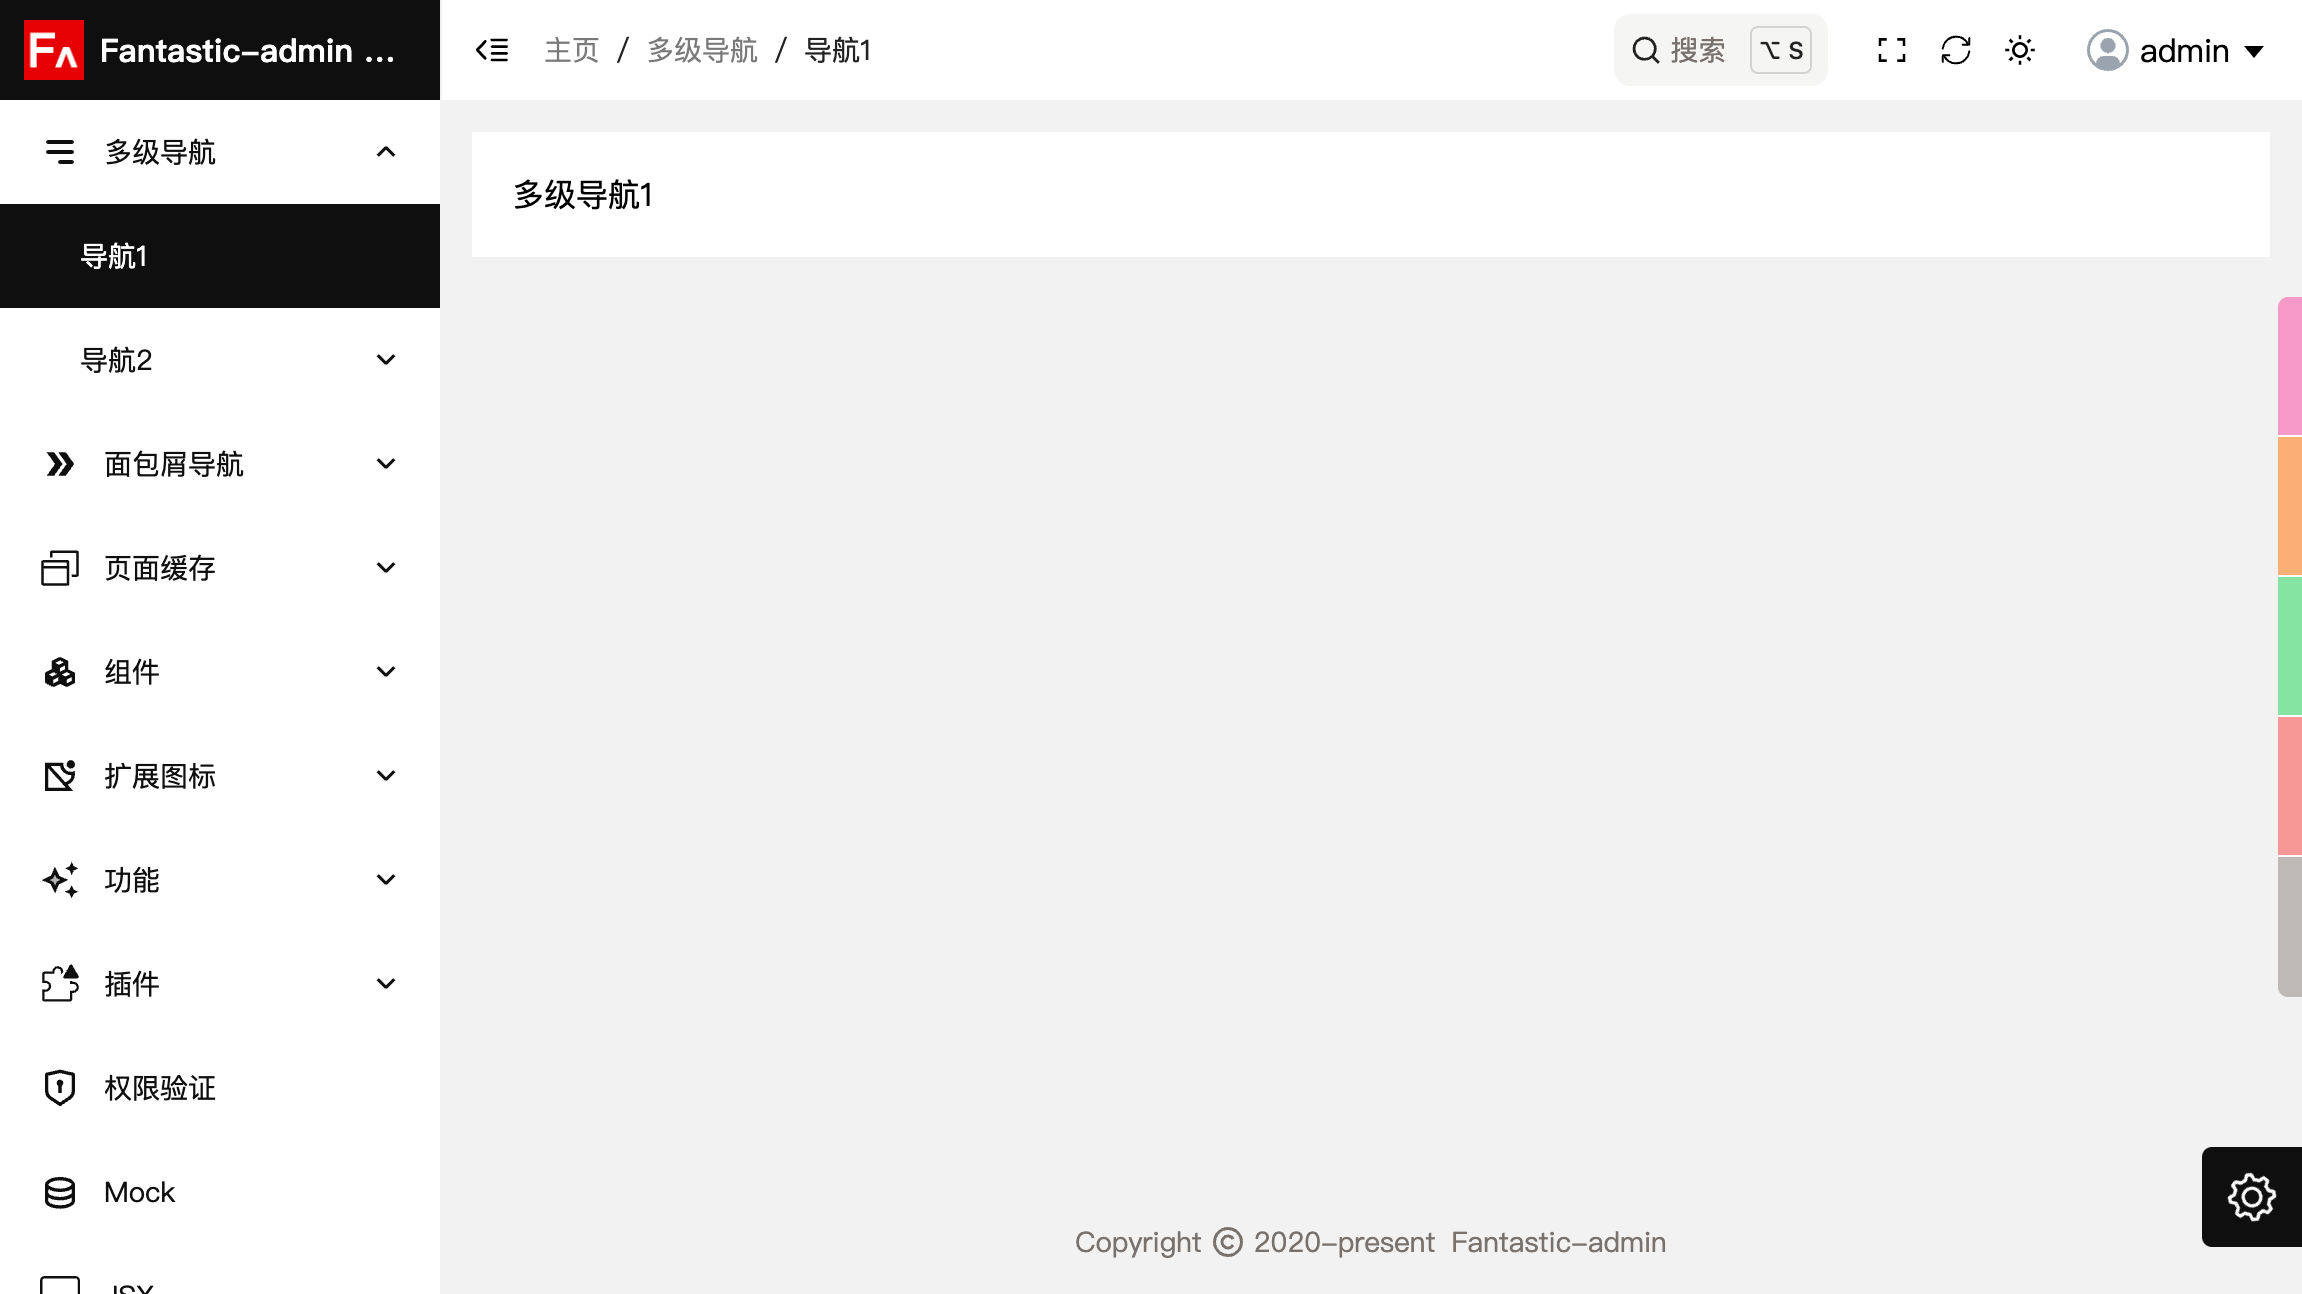 Fantastic-admin ...
主页 / 多级导航 / 导航1
搜索 ⌥ S
admin
多级导航
导航1
导航2
面包屑导航
页面缓存
组件
扩展图标
功能
插件
权限验证
Mock
JSX
多级导航1
Copyright © 2020-present Fantastic-admin